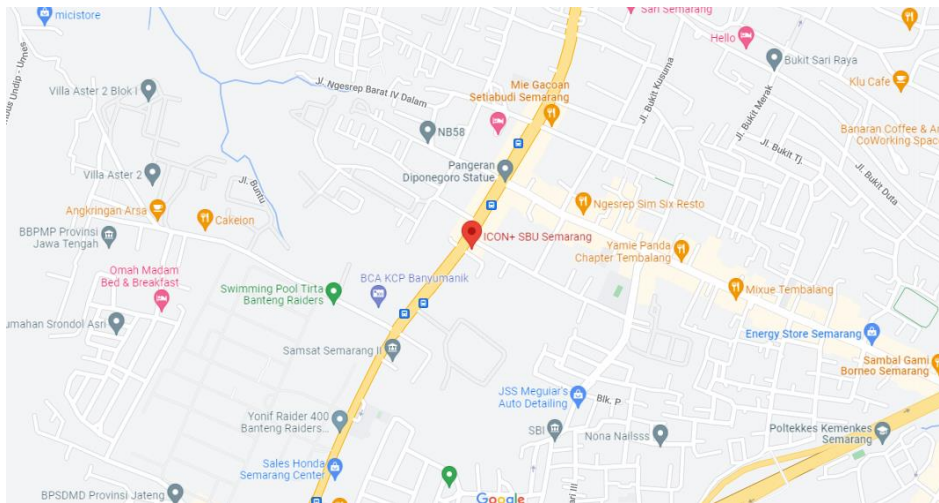 Sari Semarang
micistore
Hello
Bukit Sari Raya
Jl. Ngesrep Barat IV Dalam
Villa Aster 2 Blok I
Mie Gacoan
Setiabudi Semarang
Jl. Bukit Kusuma
Klu Cafe
Jl. Bukit Merak
NB58
Banaran Coffee & Ar
CoWorking Space
Jl. Bukit Tj.
Pangeran
Diponegoro Statue
Villa Aster 2
Jl. Buntu
Jl. Bukit Duta
Ngesrep Sim Six Resto
Angkringan Arsa
Cakeion
BBPMP Provinsi
Jawa Tengah
ICON+ SBU Semarang
Yamie Panda
Chapter Tembalang
Omah Madam
Bed & Breakfast
BCA KCP Banyumanik
Swimming Pool Tirta
Banteng Raiders
Mixue Tembalang
umahan Srondol Asri
Samsat Semarang II
Energy Store Semarang
Sambal Gami
Borneo Semarang
JSS Meguiar's
Auto Detailing
Blk. P
Yonif Raider 400
Banteng Raiders...
SBI
Nona Nailsss
Poltekkes Kemenkes
Semarang
Sales Honda
Semarang Center
BPSDMD Provinsi Jateng
Google